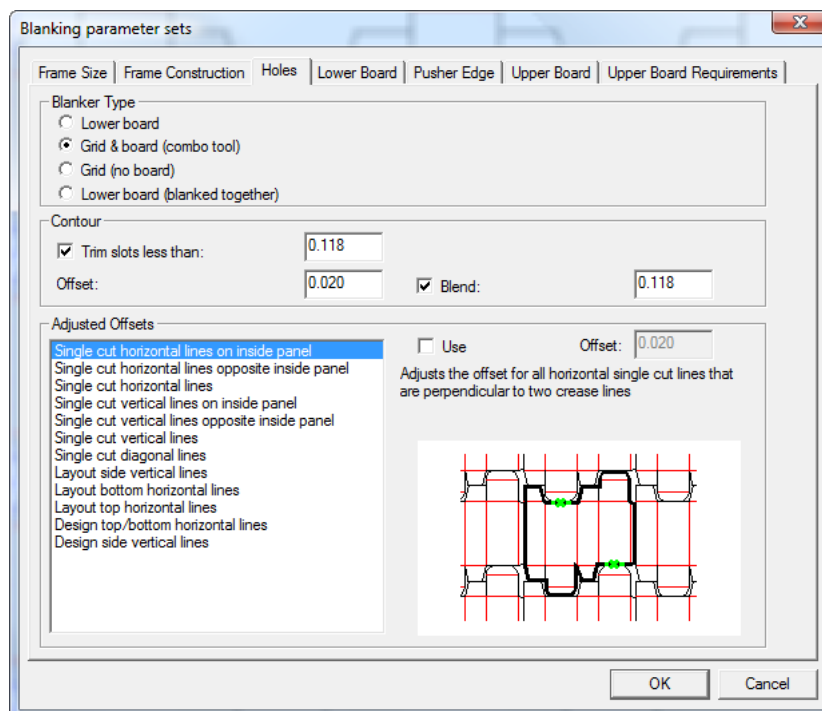 Blanking parameter sets
Frame Size Frame Construction Holes Lower Board Pusher Edge Upper Board Upper Board Requirements
Blanker Type
Lower board
Grid & board (combo tool)
Grid (no board)
Lower board (blanked together)
Contour
Trim slots less than: 0.118
Offset: 0.020 Blend: 0.118
Adjusted Offsets
Single cut horizontal lines on inside panel
Single cut horizontal lines opposite inside panel
Single cut horizontal lines
Single cut vertical lines on inside panel
Single cut vertical lines opposite inside panel
Single cut vertical lines
Single cut diagonal lines
Layout side vertical lines
Layout bottom horizontal lines
Layout top horizontal lines
Design top/bottom horizontal lines
Design side vertical lines
Use Offset: 0.020
Adjusts the offset for all horizontal single cut lines that
are perpendicular to two crease lines
OK Cancel